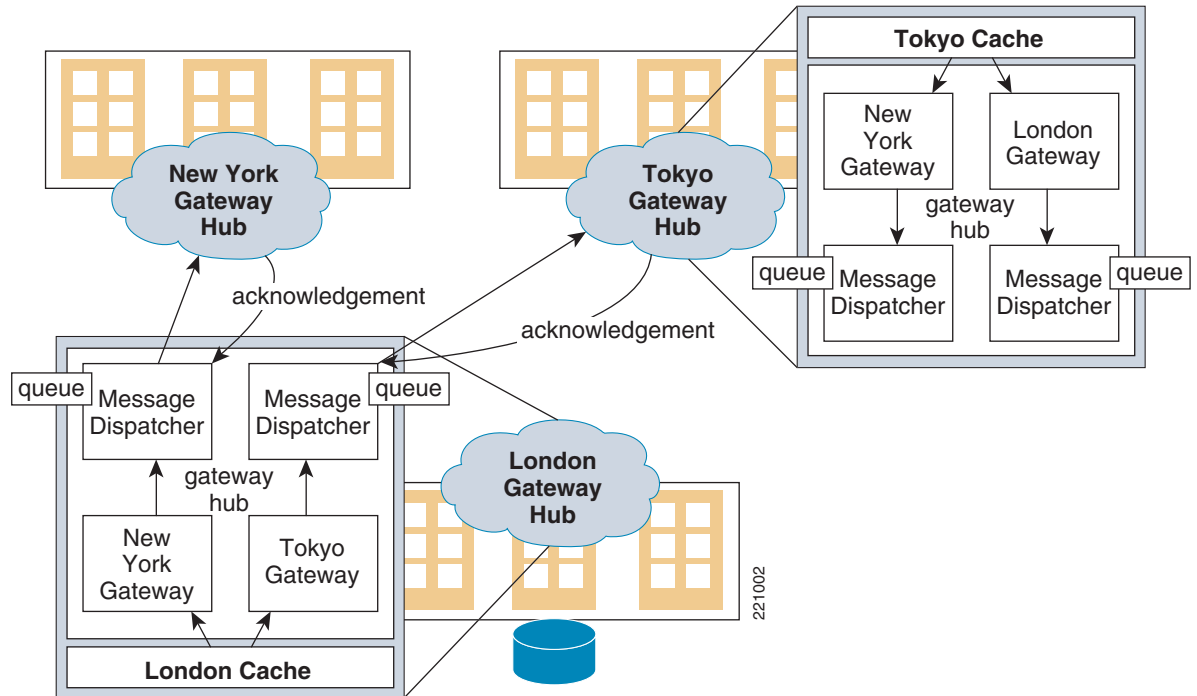 Tokyo Cache
New
York
Gateway
London
Gateway
gateway
hub
queue
Message
Dispatcher
Message
Dispatcher
queue
New York
Gateway
Hub
Tokyo
Gateway
Hub
acknowledgement
acknowledgement
queue
Message
Dispatcher
Message
Dispatcher
queue
gateway
hub
New
York
Gateway
Tokyo
Gateway
London Cache
London
Gateway
Hub
221002